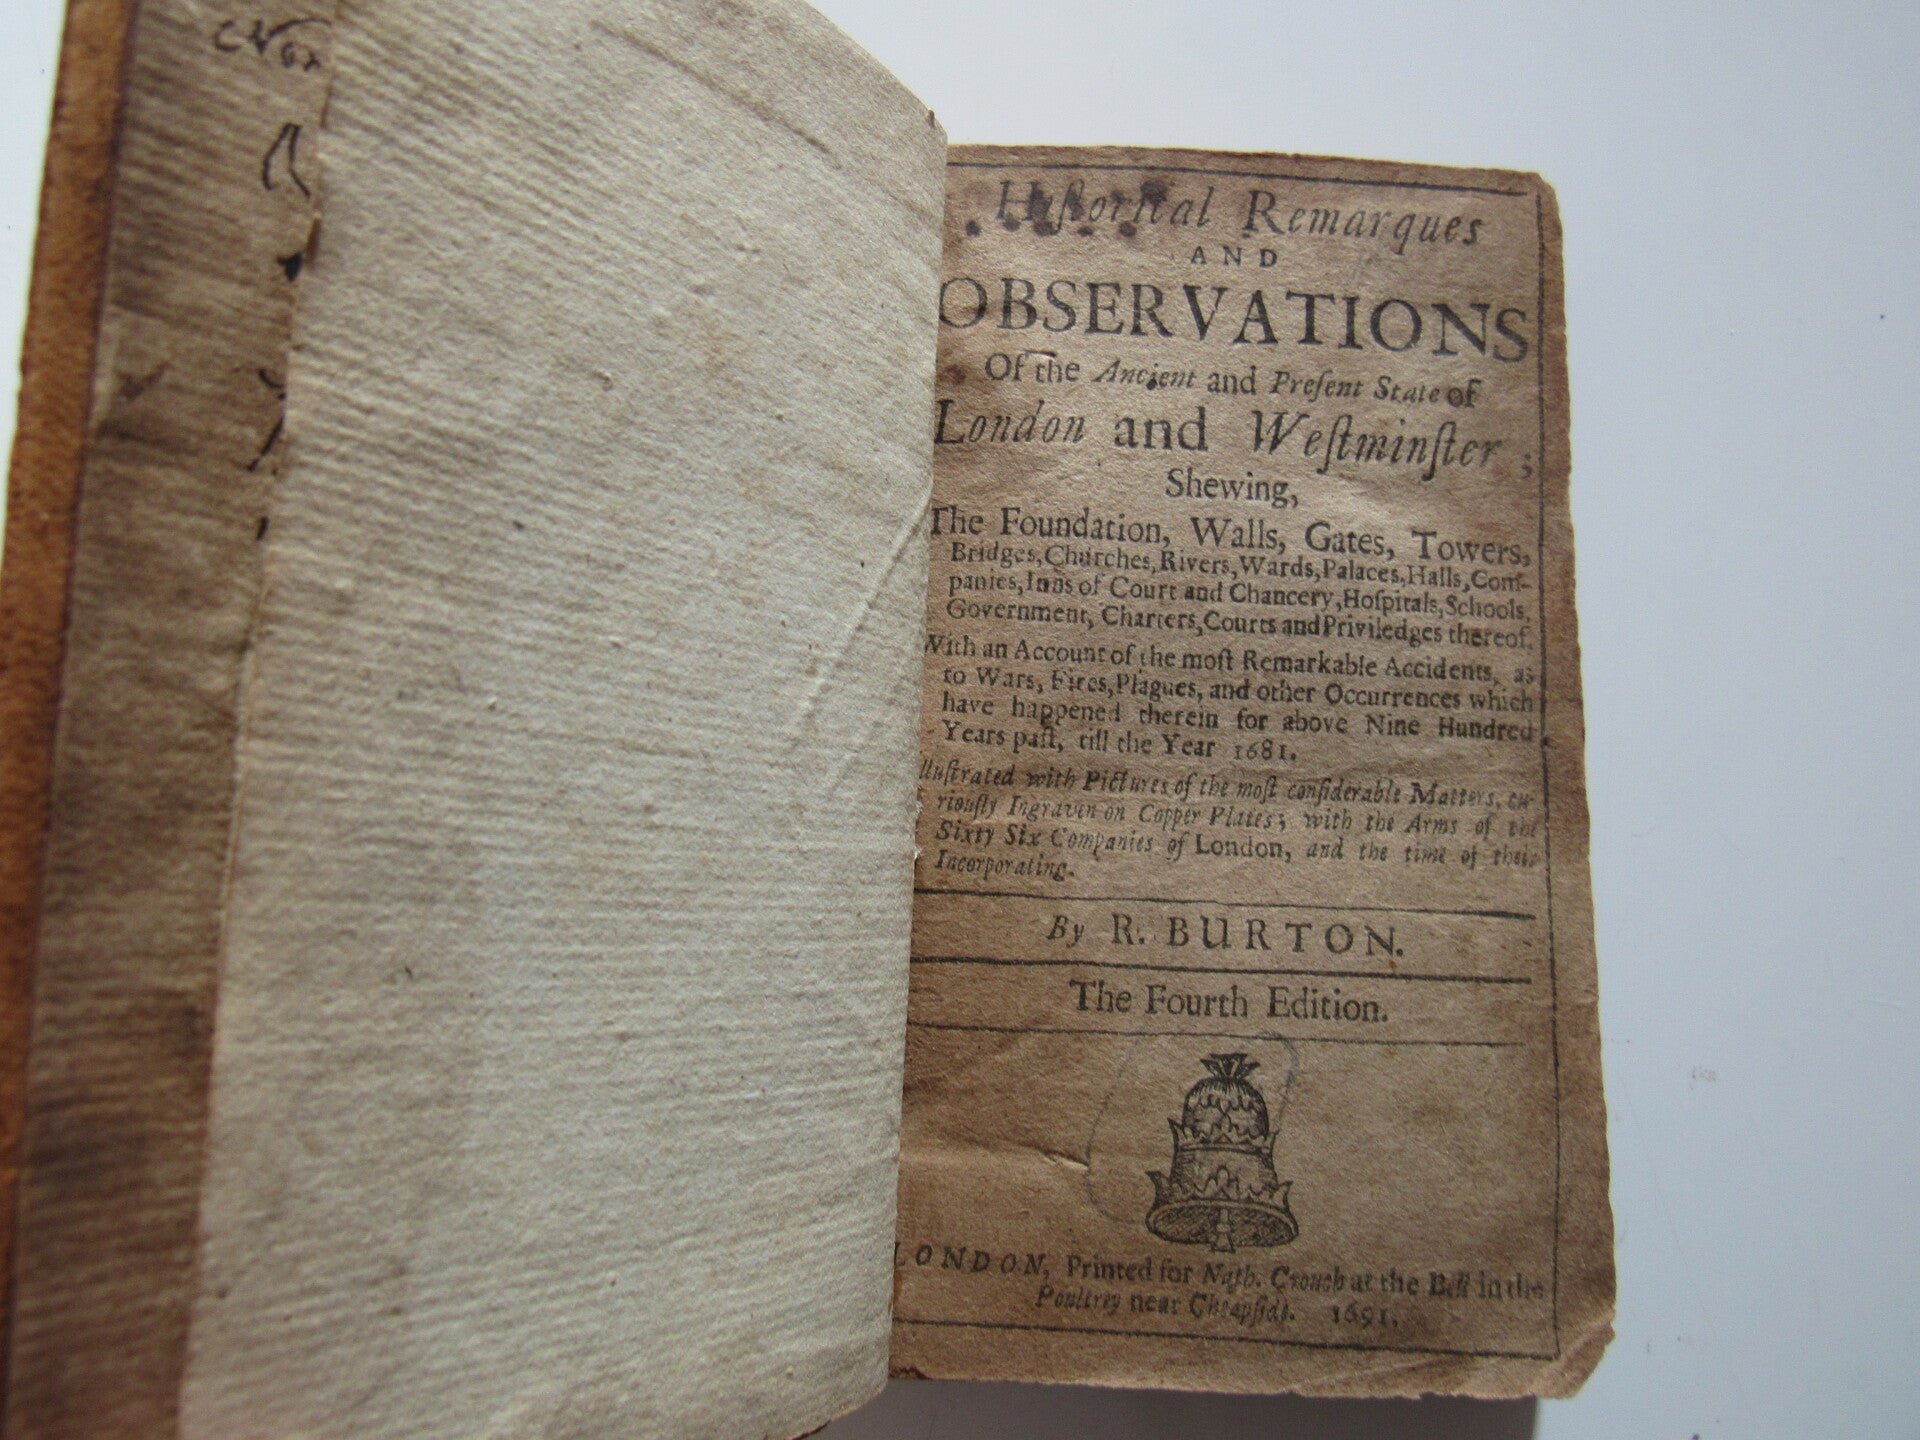 Hiſtorical Remarques
AND
OBSERVATIONS
Of the Ancient and Preſent State of
London and Weſtminſter;
Shewing,
The Foundation, Walls, Gates, Towers,
Bridges, Churches, Rivers, Wards, Palaces, Halls, Com-
panies, Inns of Court and Chancery, Hoſpitals, Schools,
Government, Charters, Courts and Priviledges thereof.
With an Account of the moſt Remarkable Accidents, as
to Wars, Fires, Plagues, and other Occurrences which
have happened therein for above Nine Hundred
Years paſt, till the Year 1681.
lluſtrated with Pictures of the moſt conſiderable Matters, cu-
riouſly Ingraven on Copper Plates; with the Arms of the
Sixty Six Companies of London, and the time of their
Incorporating.
By R. BURTON.
The Fourth Edition.
LONDON, Printed for Nath. Crouch at the Bell in the
Poultrey near Cheapſide. 1691.